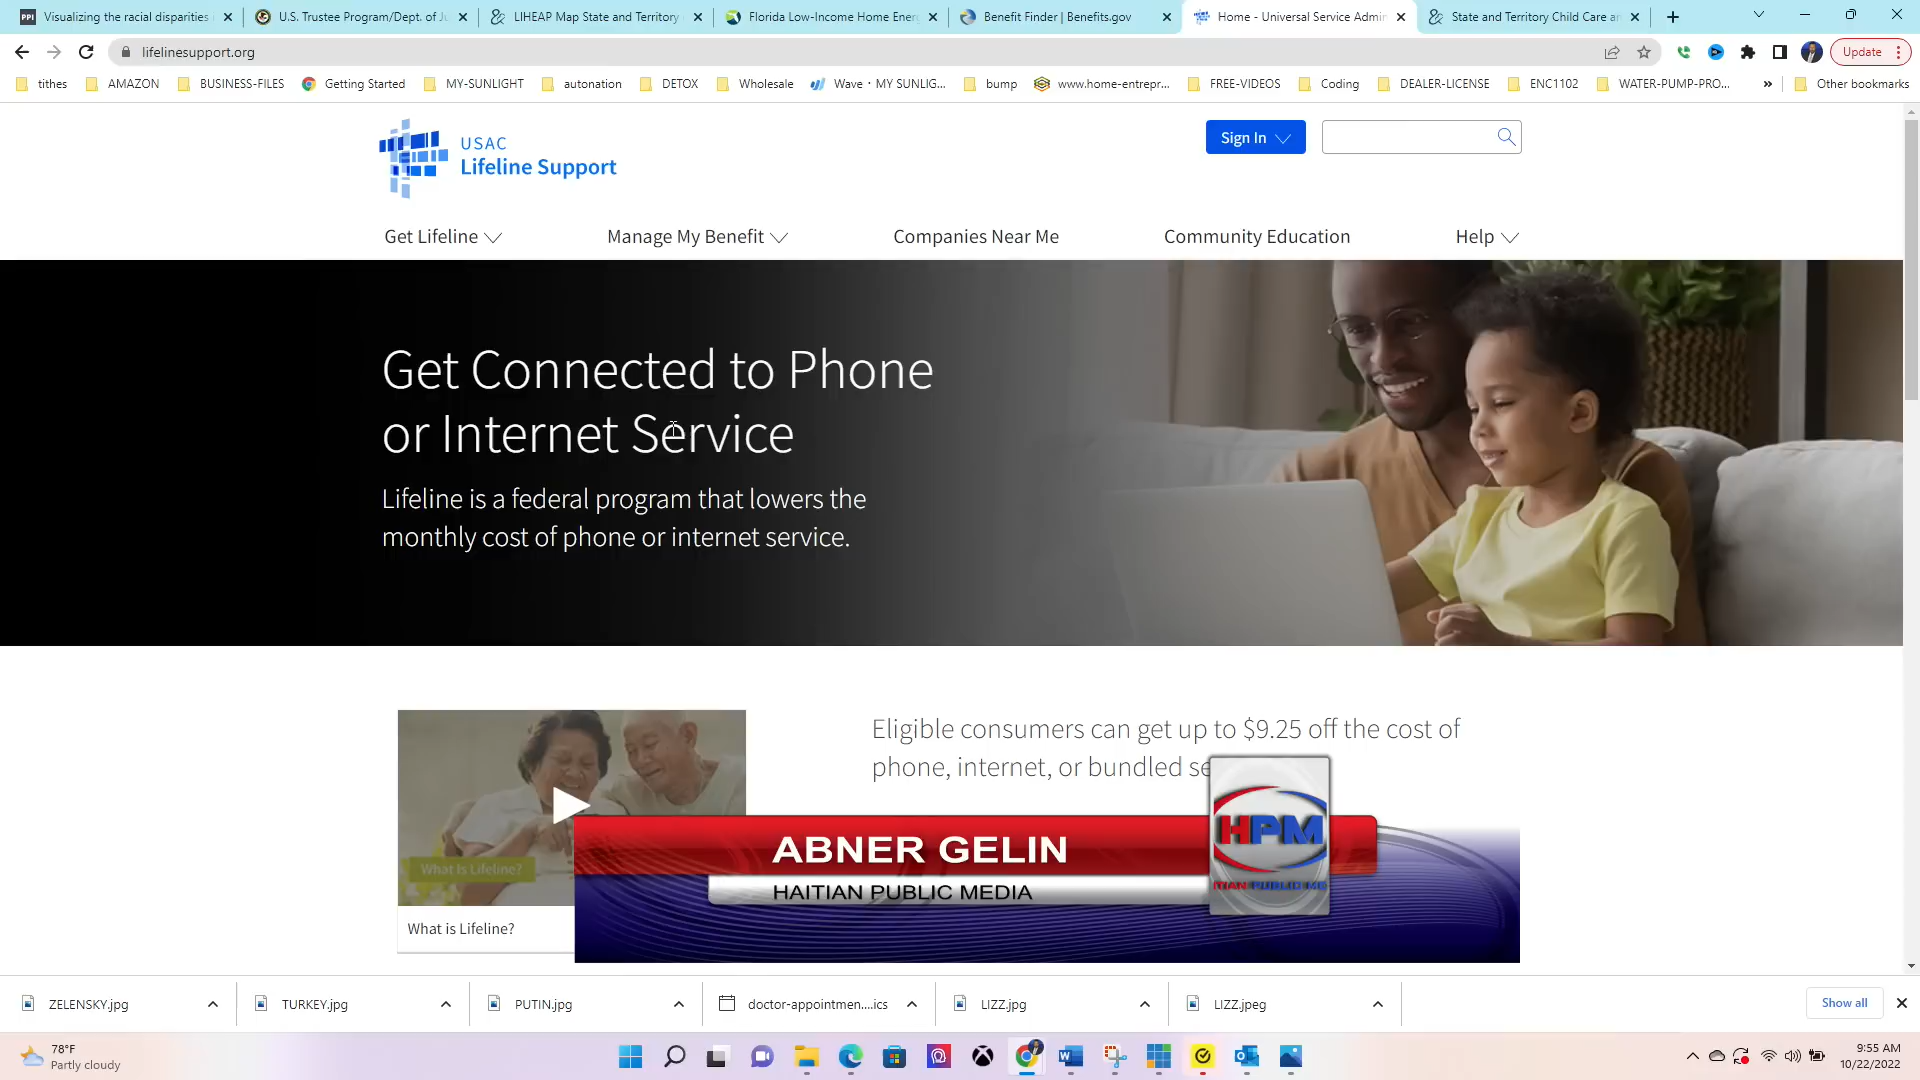 Visualizing the racial disparities
U.S. Trustee Program/Dept. of Ju
LIHEAP Map State and Territory
Florida Low-Income Home Ener
Benefit Finder | Benefits.gov
Home - Universal Service Admin
State and Territory Child Care an
lifelinesupport.org
Update
tithes
AMAZON
BUSINESS-FILES
Getting Started
MY-SUNLIGHT
autonation
DETOX
Wholesale
Wave • MY SUNLIG...
bump
www.home-entrepr...
FREE-VIDEOS
Coding
DEALER-LICENSE
ENC1102
WATER-PUMP-PRO...
»
Other bookmarks
USAC
Lifeline Support
Sign In
Get Lifeline
Manage My Benefit
Companies Near Me
Community Education
Help
Get Connected to Phone
or Internet Service
Lifeline is a federal program that lowers the
monthly cost of phone or internet service.
Eligible consumers can get up to $9.25 off the cost of
phone, internet, or bundled se
What Is Lifeline?
What is Lifeline?
ABNER GELIN
HAITIAN PUBLIC MEDIA
HPM
ITIAN PUBLIC ME
ZELENSKY.jpg
TURKEY.jpg
PUTIN.jpg
doctor-appointmen....ics
LIZZ.jpg
LIZZ.jpeg
Show all
78°F
Partly cloudy
9:55 AM
10/22/2022